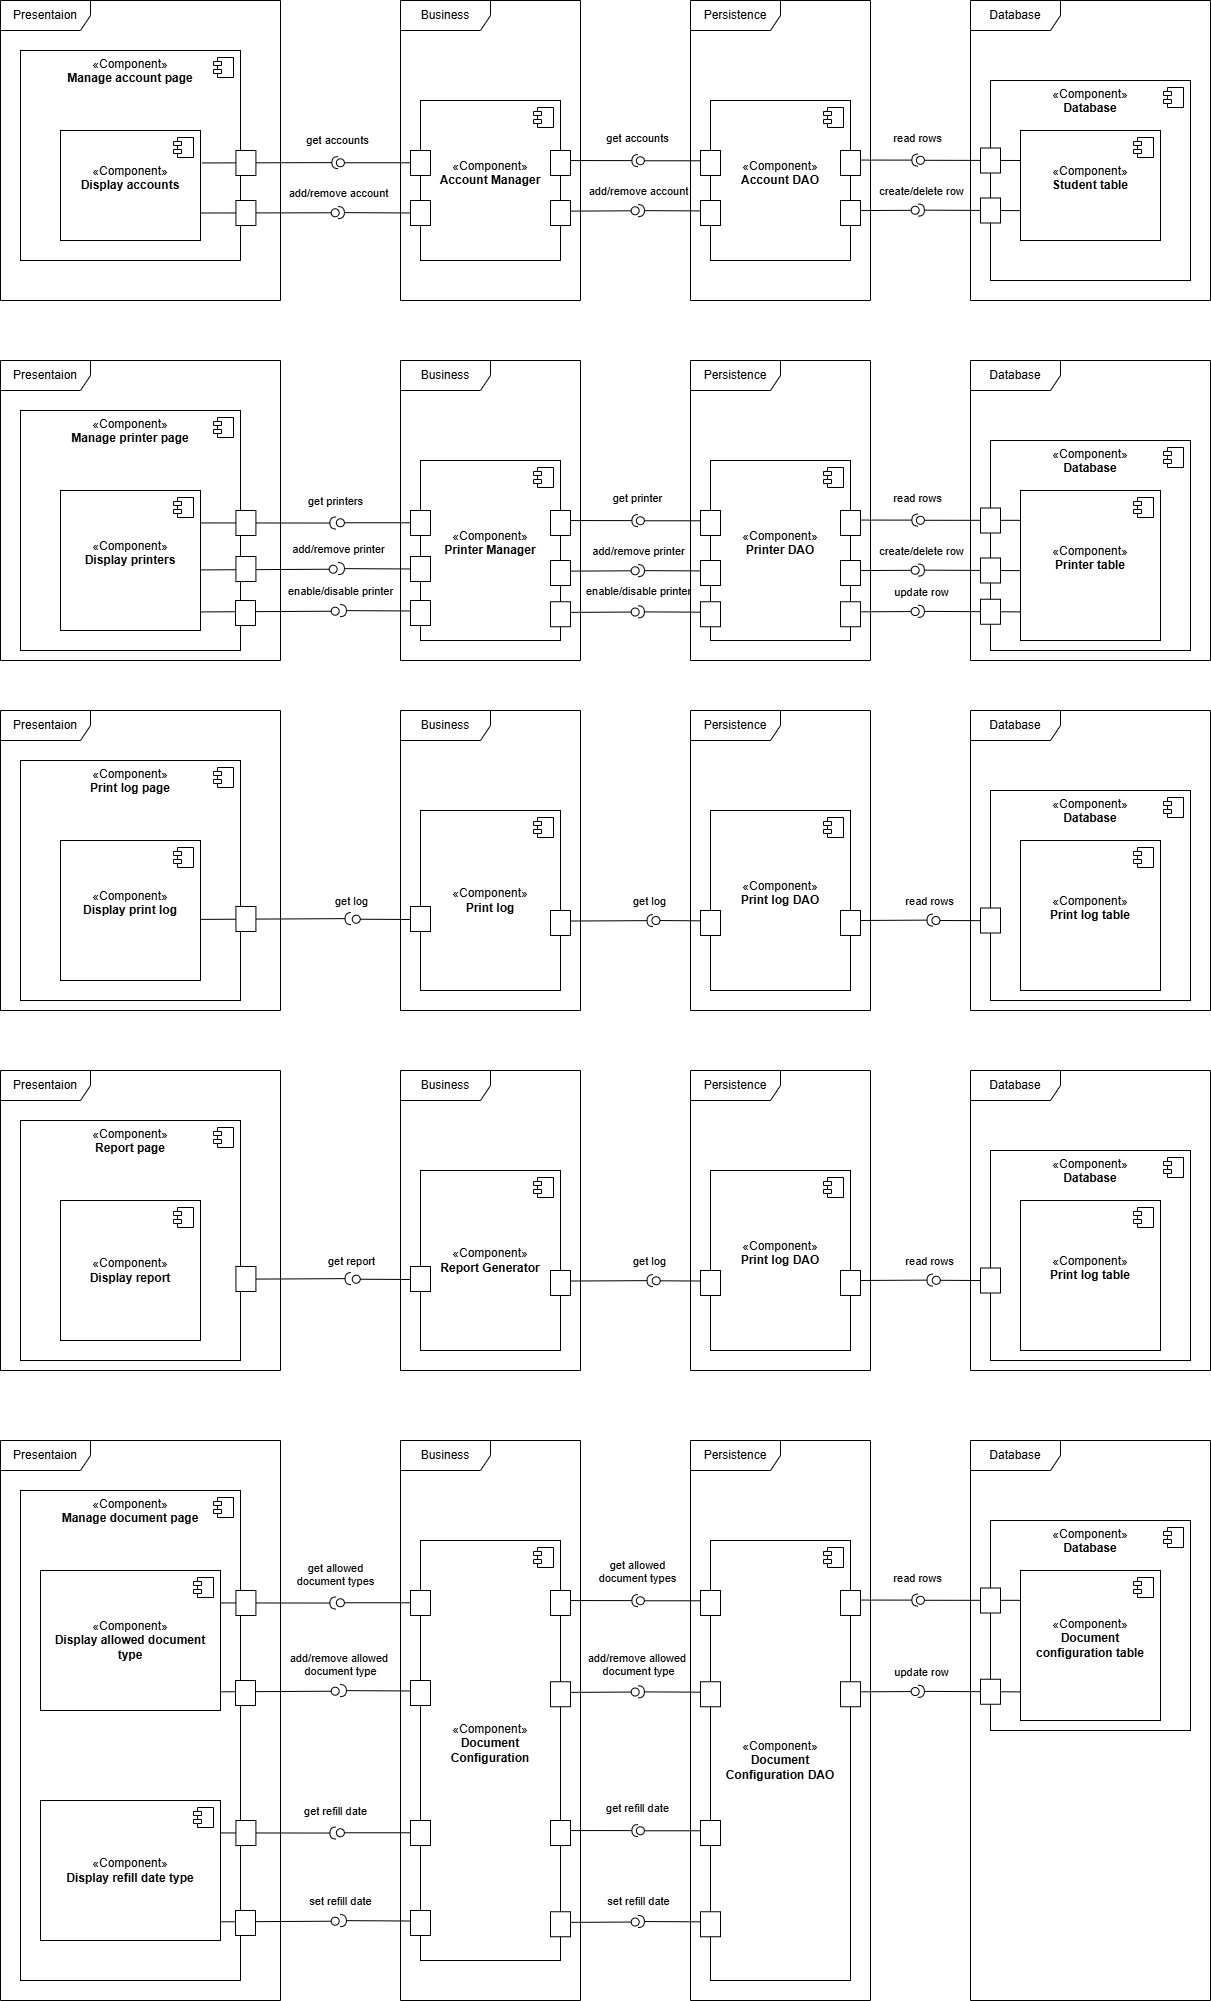 Presentaion
Business
Persistence
Database
«Component»
Manage account page
«Component»
Display accounts
get accounts
add/remove account
«Component»
Account Manager
get accounts
add/remove account
«Component»
Account DAO
read rows
create/delete row
«Component»
Database
«Component»
Student table
Presentaion
Business
Persistence
Database
«Component»
Manage printer page
«Component»
Display printers
get printers
add/remove printer
enable/disable printer
«Component»
Printer Manager
get printer
add/remove printer
enable/disable printer
«Component»
Printer DAO
read rows
create/delete row
update row
«Component»
Database
«Component»
Printer table
Presentaion
Business
Persistence
Database
«Component»
Print log page
«Component»
Display print log
get log
«Component»
Print log
get log
«Component»
Print log DAO
read rows
«Component»
Database
«Component»
Print log table
Presentaion
Business
Persistence
Database
«Component»
Report page
«Component»
Display report
get report
«Component»
Report Generator
get log
«Component»
Print log DAO
read rows
«Component»
Database
«Component»
Print log table
Presentaion
Business
Persistence
Database
«Component»
Manage document page
«Component»
Display allowed document
type
«Component»
Display refill date type
get allowed
document types
add/remove allowed
document type
get refill date
set refill date
«Component»
Document
Configuration
get allowed
document types
add/remove allowed
document type
get refill date
set refill date
«Component»
Document
Configuration DAO
read rows
update row
«Component»
Database
«Component»
Document
configuration table